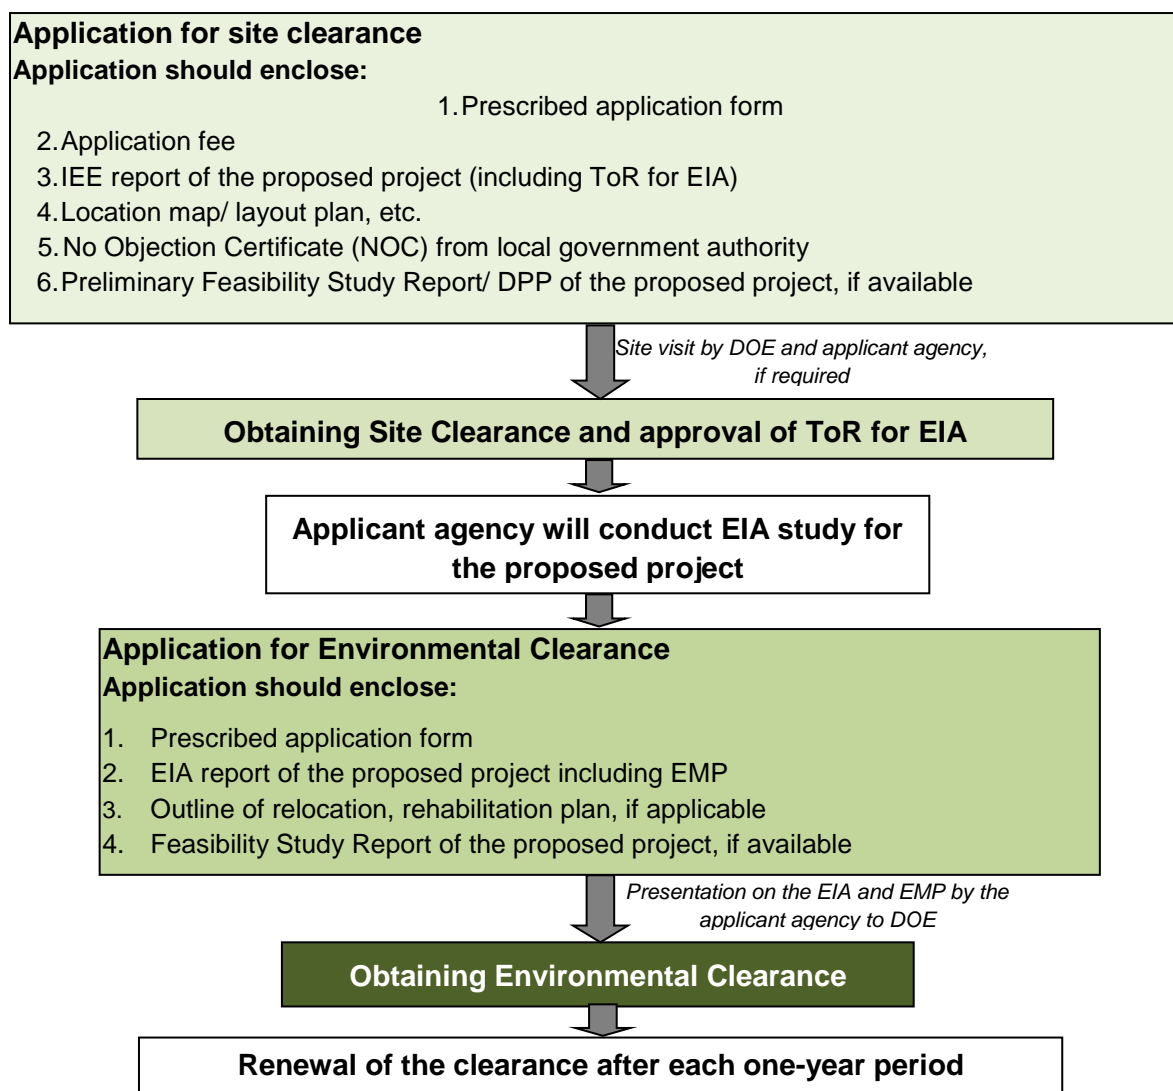 Application for site clearance
Application should enclose:
1.Prescribed application form
2.Application fee
3.IEE report of the proposed project (including ToR for EIA)
4.Location map/ layout plan, etc.
5.No Objection Certificate (NOC) from local government authority
6.Preliminary Feasibility Study Report/ DPP of the proposed project, if available
Site visit by DOE and applicant agency,
if required
Obtaining Site Clearance and approval of ToR for EIA
Applicant agency will conduct EIA study for
the proposed project
Application for Environmental Clearance
Application should enclose:
1. Prescribed application form
2. EIA report of the proposed project including EMP
3. Outline of relocation, rehabilitation plan, if applicable
4. Feasibility Study Report of the proposed project, if available
Presentation on the EIA and EMP by the
applicant agency to DOE
Obtaining Environmental Clearance
Renewal of the clearance after each one-year period